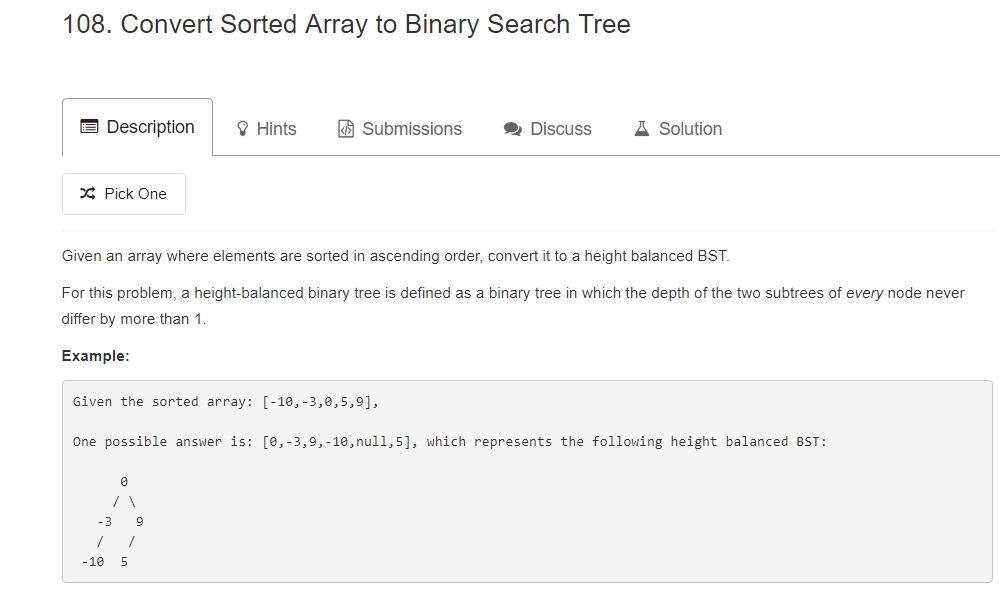 108. Convert Sorted Array to Binary Search Tree
Description
Hints
Submissions
Discuss
Solution
Pick One
Given an array where elements are sorted in ascending order, convert it to a height balanced BST.
For this problem, a height-balanced binary tree is defined as a binary tree in which the depth of the two subtrees of every node never
differ by more than 1.
Example:
Given the sorted array: [-10,-3,0,5,9],
One possible answer is: [0,-3,9,-10,null,5], which represents the following height balanced BST:
0
/ \
-3 9
/ /
-10 5